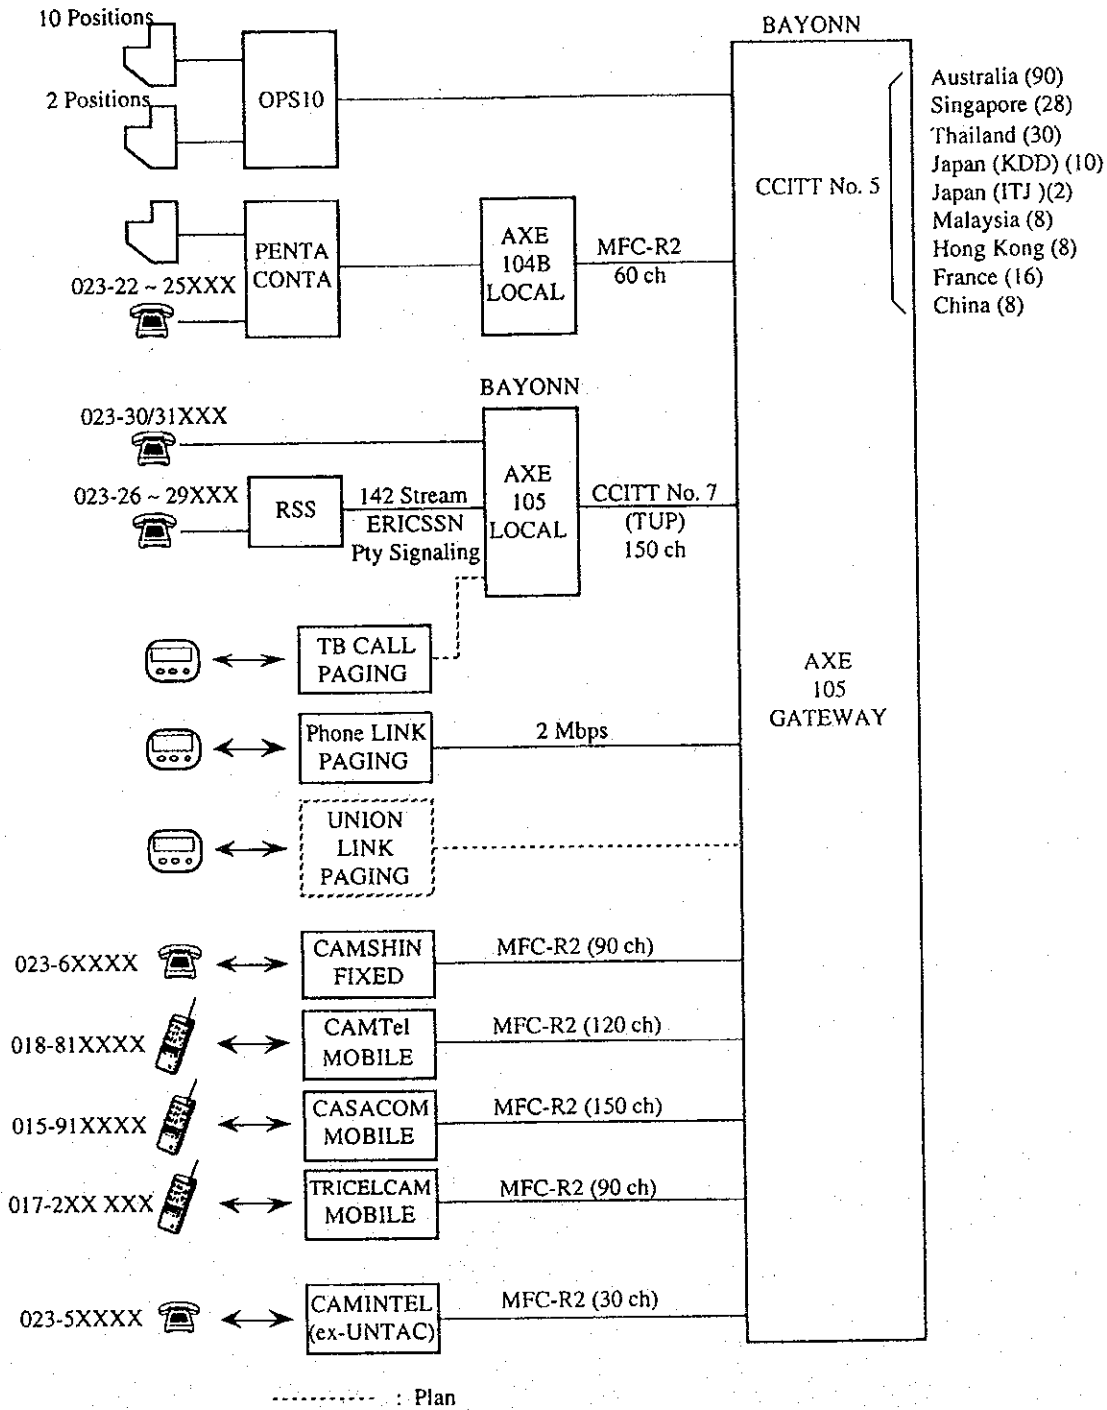 10 Positions
2 Positions
OPS10
BAYONN
CCITT No. 5
Australia (90)
Singapore (28)
Thailand (30)
Japan (KDD) (10)
Japan (ITJ )(2)
Malaysia (8)
Hong Kong (8)
France (16)
China (8)
PENTA
CONTA
023-22 ~ 25XXX
AXE
104B
LOCAL
MFC-R2
60 ch
BAYONN
023-30/31XXX
023-26 ~ 29XXX
RSS
142 Stream
ERICSSN
Pty Signaling
AXE
105
LOCAL
CCITT No. 7
(TUP)
150 ch
TB CALL
PAGING
AXE
105
GATEWAY
Phone LINK
PAGING
2 Mbps
UNION
LINK
PAGING
023-6XXXX
CAMSHIN
FIXED
MFC-R2 (90 ch)
018-81XXXX
CAMTel
MOBILE
MFC-R2 (120 ch)
015-91XXXX
CASACOM
MOBILE
MFC-R2 (150 ch)
017-2XX XXX
TRICELCAM
MOBILE
MFC-R2 (90 ch)
023-5XXXX
CAMINTEL
(ex-UNTAC)
MFC-R2 (30 ch)
: Plan